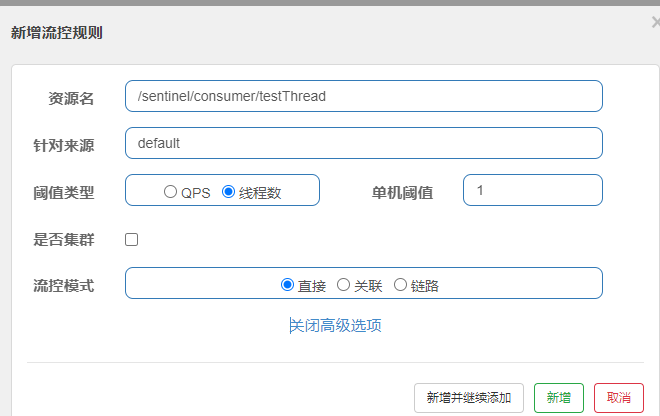 新增流控规则
资源名 /sentinel/consumer/testThread
针对来源 default
阈值类型 QPS 线程数 单机阈值 1
是否集群
流控模式 直接 关联 链路
关闭高级选项
新增并继续添加 新增 取消